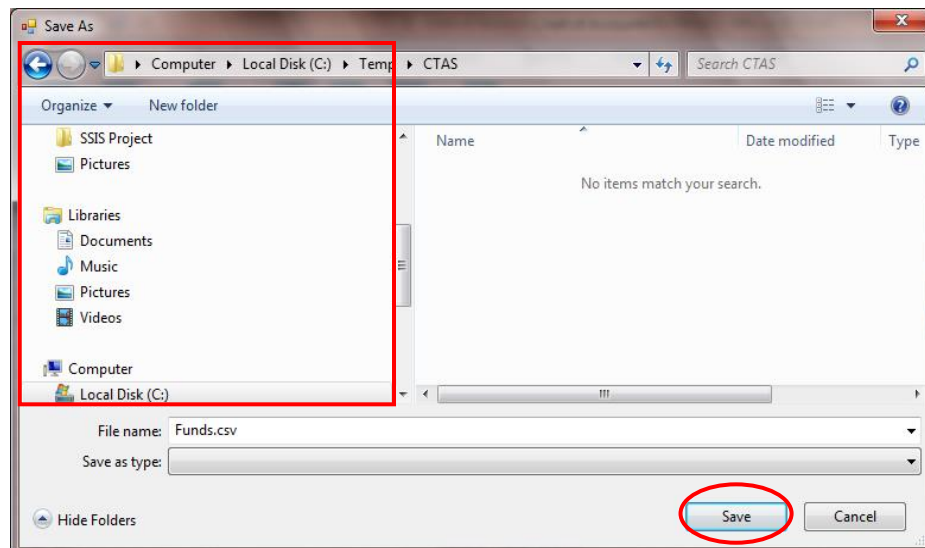 Save As
Computer Local Disk (C:) Temp CTAS
Search CTAS
Organize New folder
SSIS Project
Pictures
Libraries
Documents
Music
Pictures
Videos
Computer
Local Disk (C:)
Name Date modified Type
No items match your search.
File name: Funds.csv
Save as type:
Hide Folders
Save Cancel